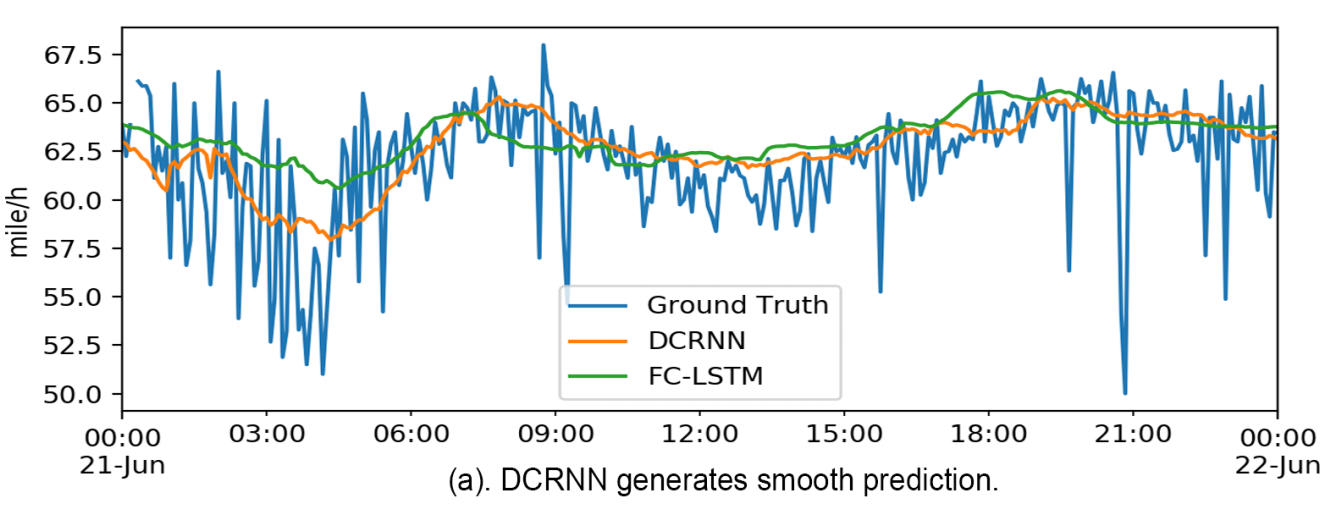 67.5
65.0
62.5
60.0
57.5
55.0
52.5
50.0
mile/h
Ground Truth
DCRNN
FC-LSTM
00:00 03:00 06:00 09:00 12:00 15:00 18:00 21:00 00:00
21-Jun 22-Jun
(a). DCRNN generates smooth prediction.